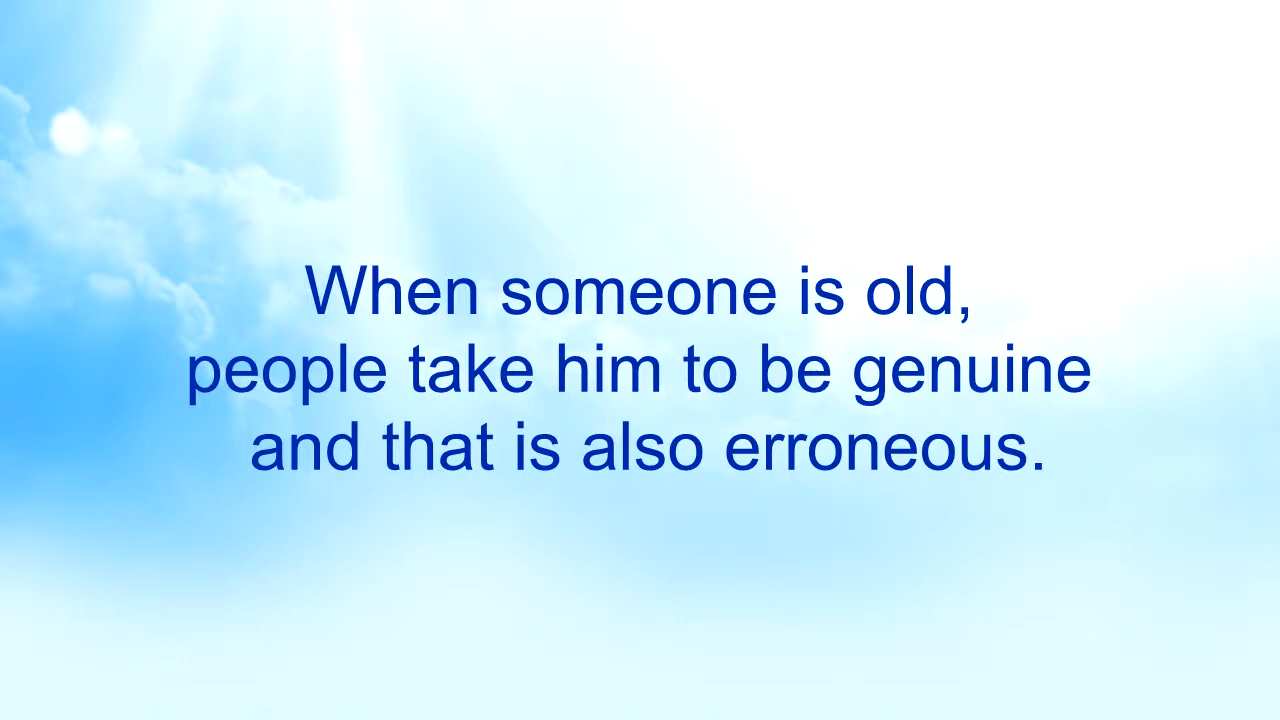 When someone is old,
people take him to be genuine
and that is also erroneous.